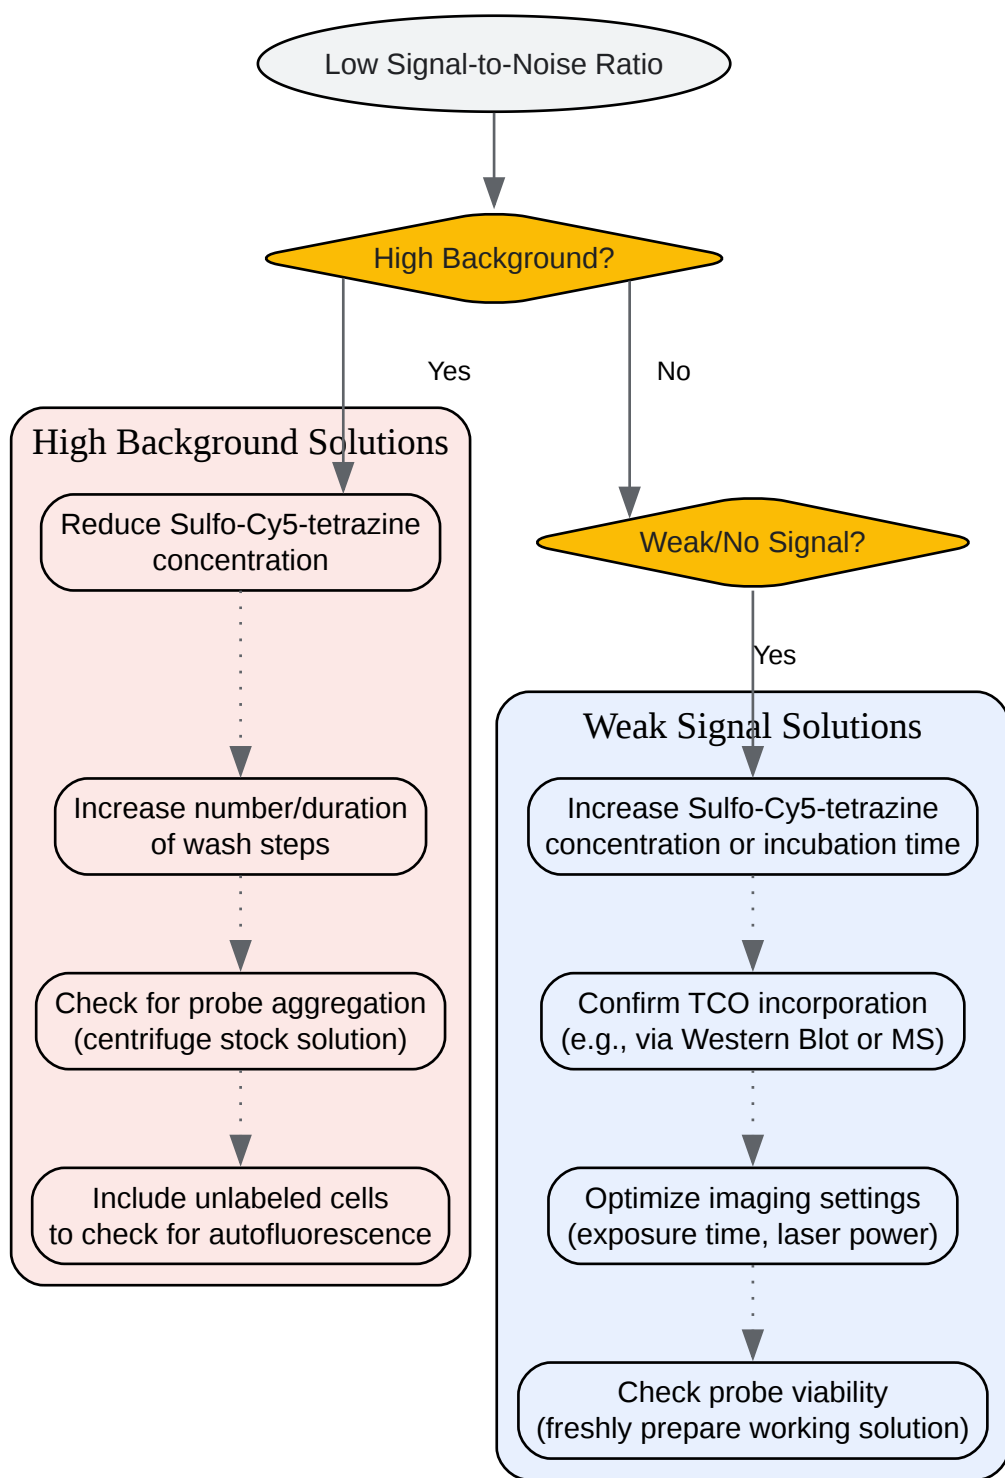 Low Signal-to-Noise Ratio
High Background?
Yes
No
High Background Solutions
Reduce Sulfo-Cy5-tetrazine
concentration
Increase number/duration
of wash steps
Check for probe aggregation
(centrifuge stock solution)
Include unlabeled cells
to check for autofluorescence
Weak/No Signal?
Yes
Weak Signal Solutions
Increase Sulfo-Cy5-tetrazine
concentration or incubation time
Confirm TCO incorporation
(e.g., via Western Blot or MS)
Optimize imaging settings
(exposure time, laser power)
Check probe viability
(freshly prepare working solution)